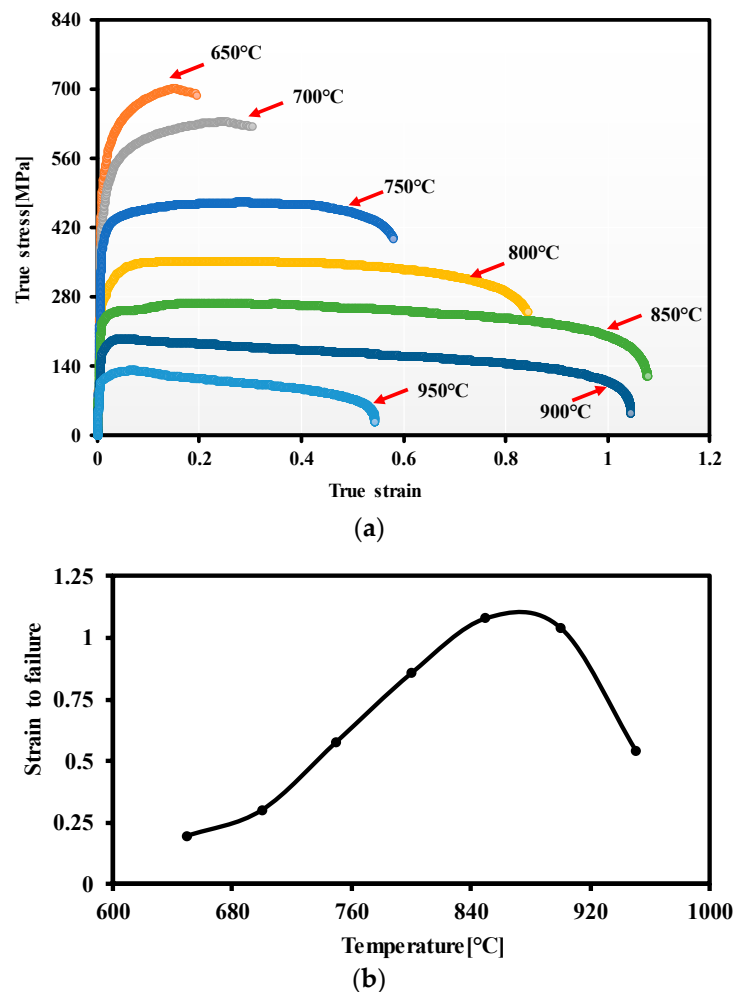 840
700
560
420
280
140
0
True stress[MPa]
650°C
700°C
750°C
800°C
850°C
900°C
950°C
0
0.2
0.4
0.6
0.8
1
1.2
True strain
(a)
1.25
1
0.75
0.5
0.25
0
Strain to failure
600
680
760
840
920
1000
Temperature[°C]
(b)